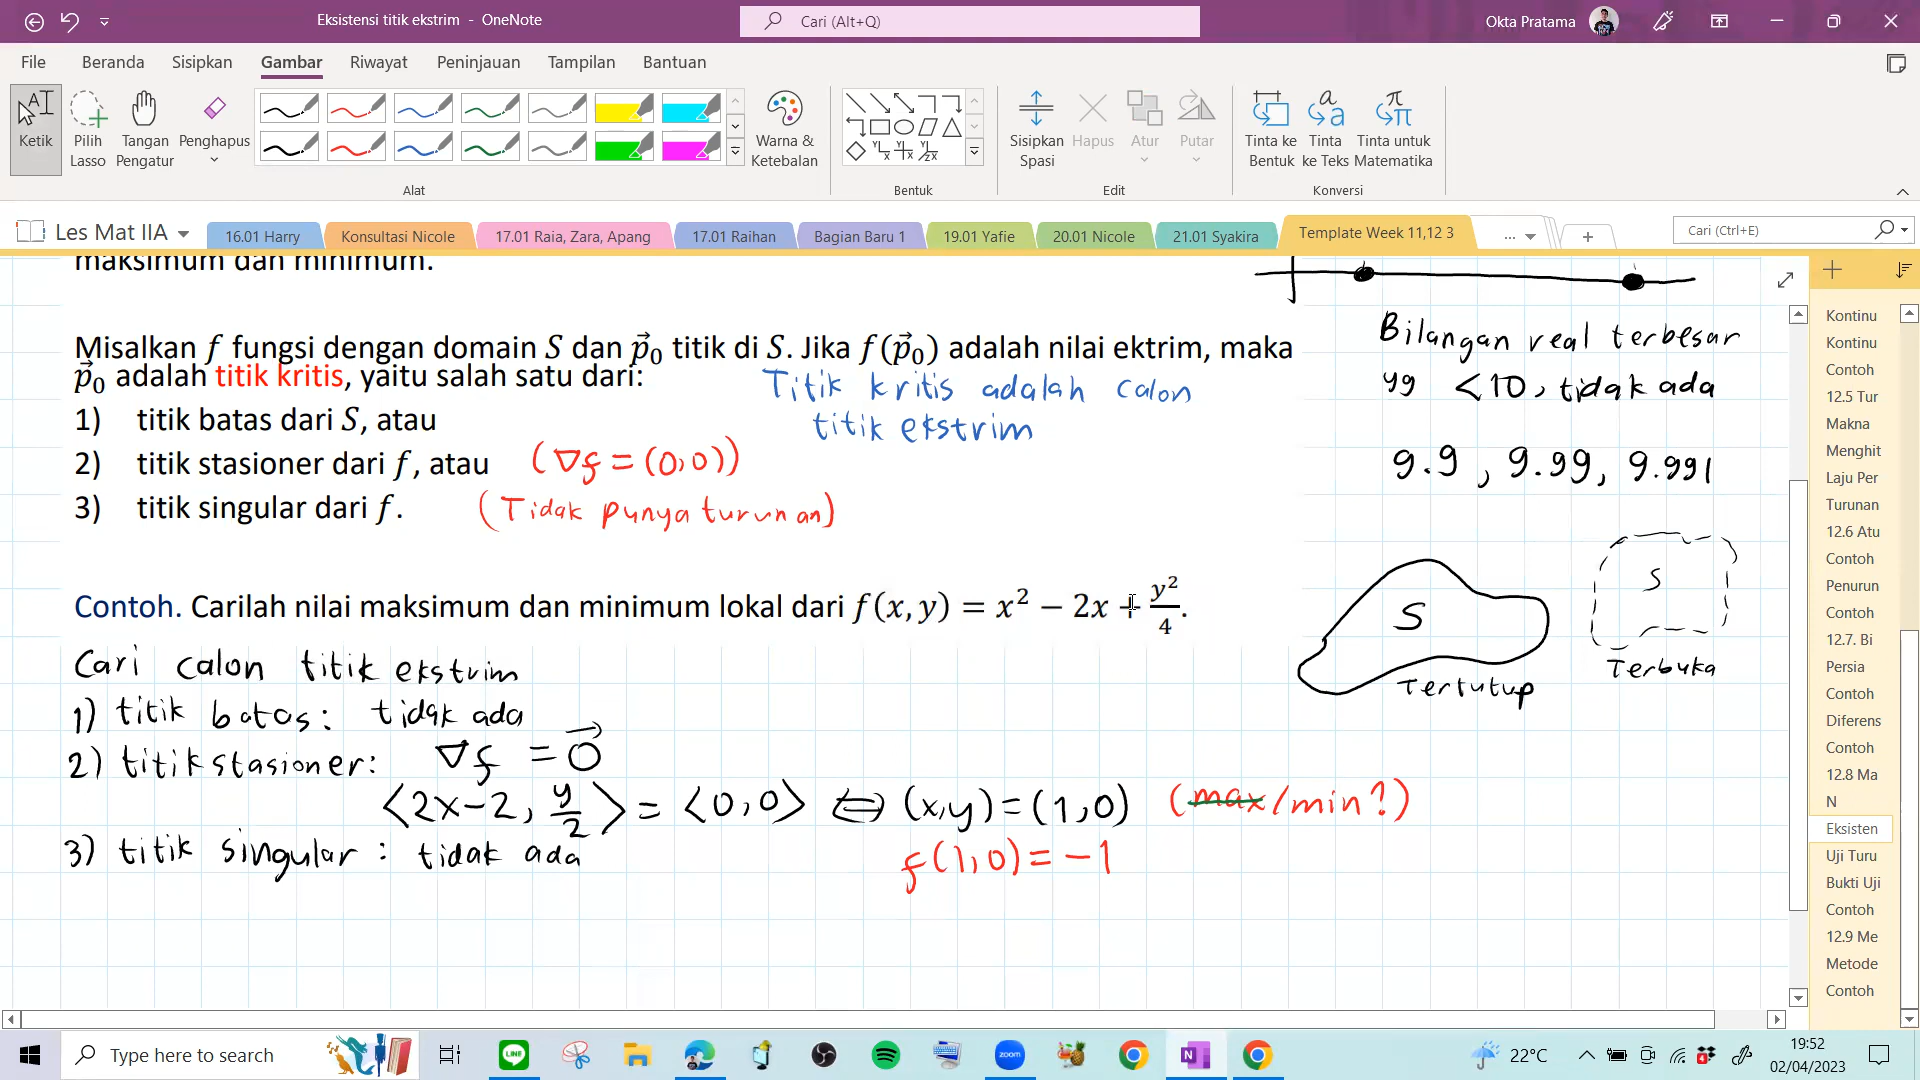 Eksistensi titik ekstrim - OneNote
Cari (Alt+Q)
Okta Pratama
File Beranda Sisipkan Gambar Riwayat Peninjauan Tampilan Bantuan
Ketik
Pilih Lasso
Tangan Pengatur
Penghapus
Warna & Ketebalan
Sisipkan Spasi
Hapus
Atur
Putar
Tinta ke Bentuk
Tinta ke Teks
Tinta untuk Matematika
Alat
Bentuk
Edit
Konversi
Les Mat IIA
16.01 Harry
Konsultasi Nicole
17.01 Raia, Zara, Apang
17.01 Raihan
Bagian Baru 1
19.01 Yafie
20.01 Nicole
21.01 Syakira
Template Week 11,12 3
...
Cari (Ctrl+E)
maksimum dan minimum.
Misalkan f fungsi dengan domain S dan p⃗₀ titik di S. Jika f(p⃗₀) adalah nilai ektrim, maka
p⃗₀ adalah titik kritis, yaitu salah satu dari:
Titik kritis adalah calon
titik ekstrim
1) titik batas dari S, atau
2) titik stasioner dari f, atau (∇f = (0,0))
3) titik singular dari f. (Tidak punya turunan)
Bilangan real terbesar
yg <10, tidak ada
9.9, 9.99, 9.991
S
Tertutup
S
Terbuka
Contoh. Carilah nilai maksimum dan minimum lokal dari f(x, y) = x² − 2x + y²/4.
Cari calon titik ekstrim
1) titik batas: tidak ada
2) titik stasioner: ∇f = 0⃗
⟨2x−2, y/2⟩ = ⟨0,0⟩ ⇔ (x,y) = (1,0) (max/min?)
3) titik singular: tidak ada
f(1,0) = −1
Kontinu
Kontinu
Contoh
12.5 Tur
Makna
Menghit
Laju Per
Turunan
12.6 Atu
Contoh
Penurun
Contoh
12.7. Bi
Persia
Contoh
Diferens
Contoh
12.8 Ma
N
Eksisten
Uji Turu
Bukti Uji
Contoh
12.9 Me
Metode
Contoh
Type here to search
LINE
zoom
22°C
19:52
02/04/2023